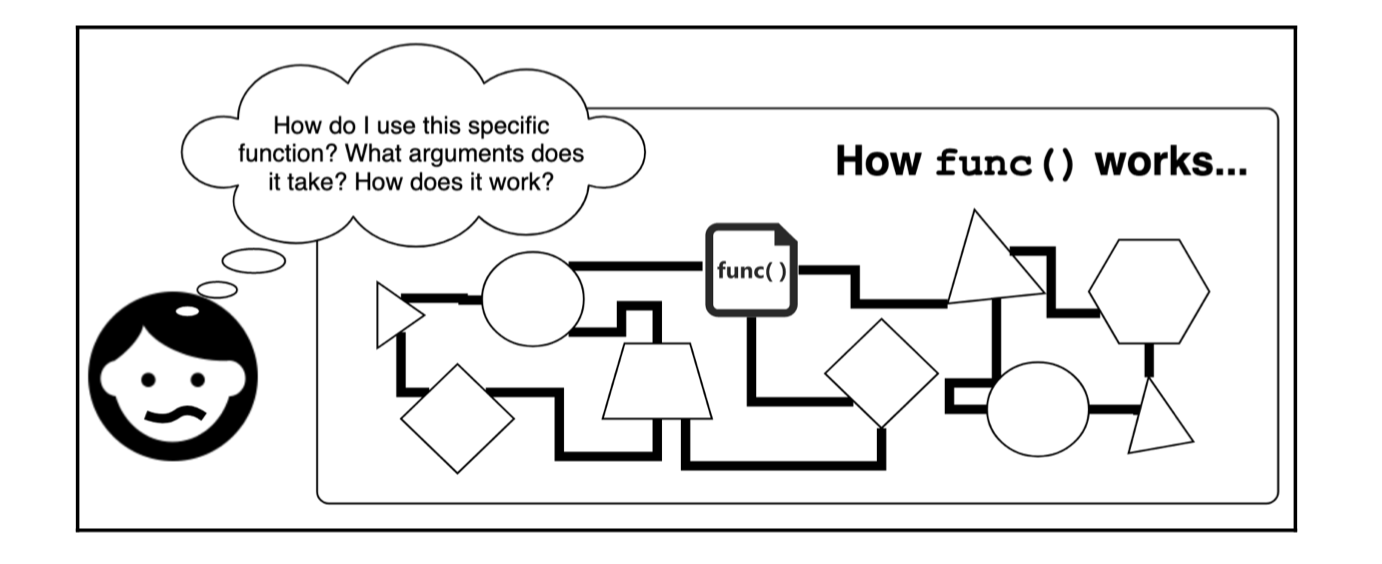 How do I use this specific
function? What arguments does
it take? How does it work?
How func() works...
func( )